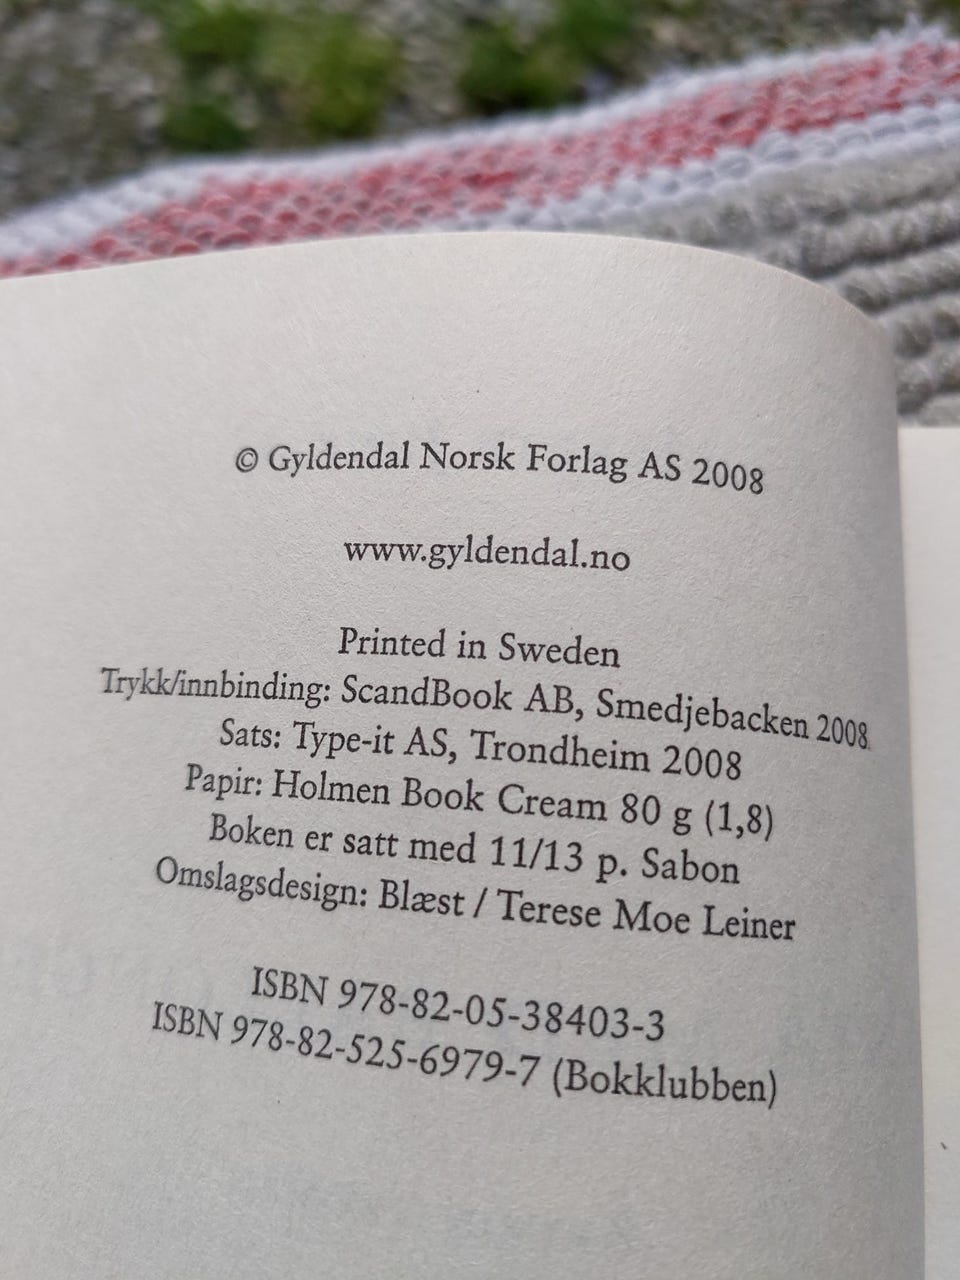 © Gyldendal Norsk Forlag AS 2008
www.gyldendal.no
Printed in Sweden
Trykk/innbinding: ScandBook AB, Smedjebacken 2008
Sats: Type-it AS, Trondheim 2008
Papir: Holmen Book Cream 80 g (1,8)
Boken er satt med 11/13 p. Sabon
Omslagsdesign: Blæst / Terese Moe Leiner
ISBN 978-82-05-38403-3
ISBN 978-82-525-6979-7 (Bokklubben)